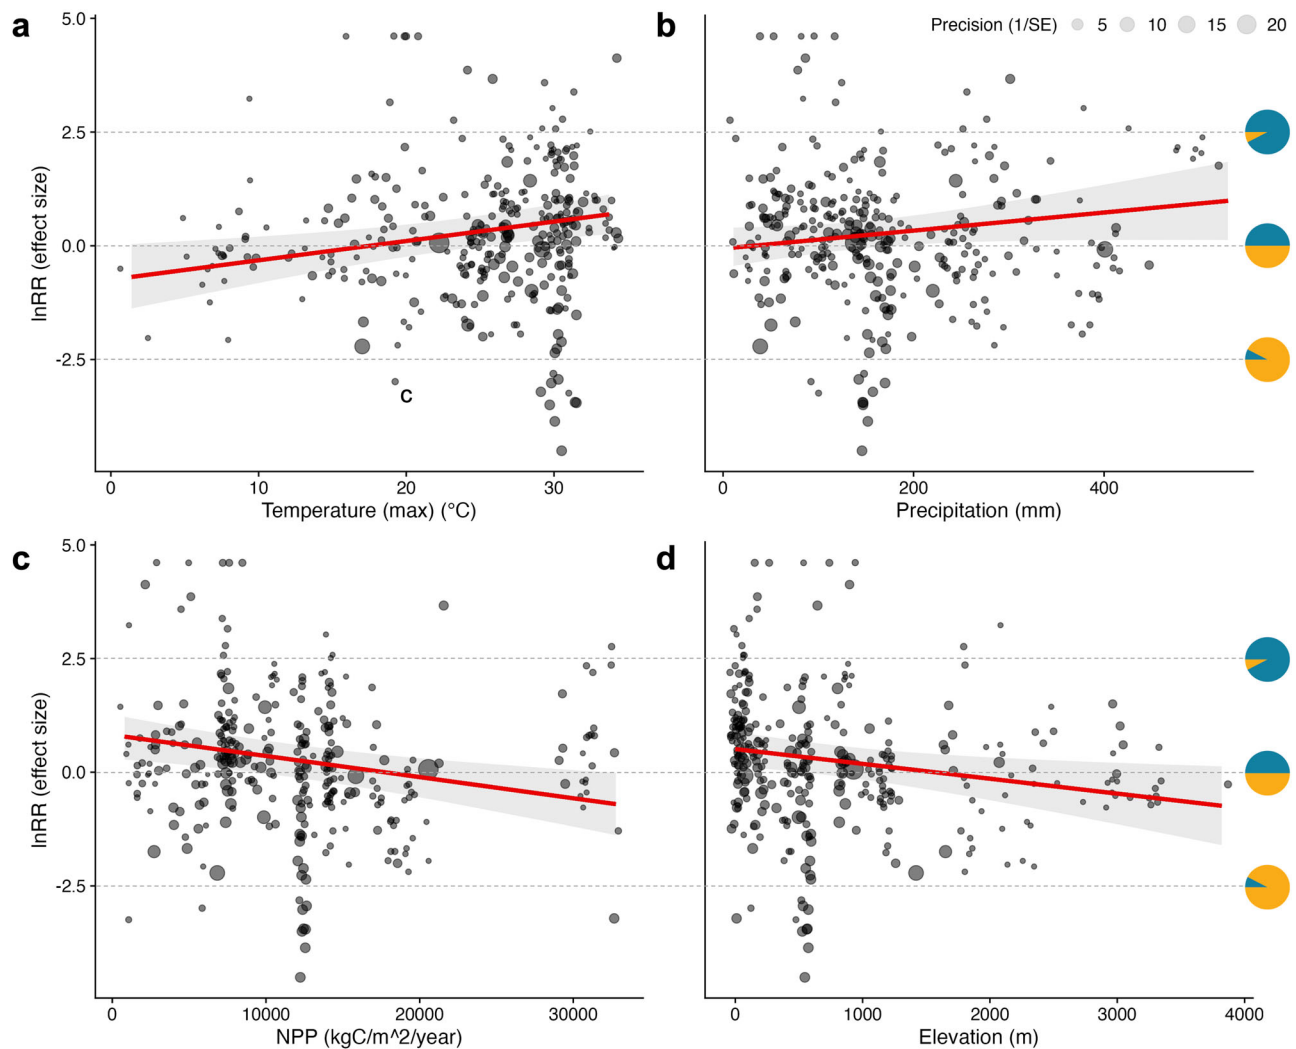 a
b
Precision (1/SE) 5 10 15 20
lnRR (effect size)
5.0
2.5
0.0
-2.5
c
0 10 20 30
Temperature (max) (°C)
0 200 400
Precipitation (mm)
c
d
lnRR (effect size)
5.0
2.5
0.0
-2.5
0 10000 20000 30000
NPP (kgC/m^2/year)
0 1000 2000 3000 4000
Elevation (m)